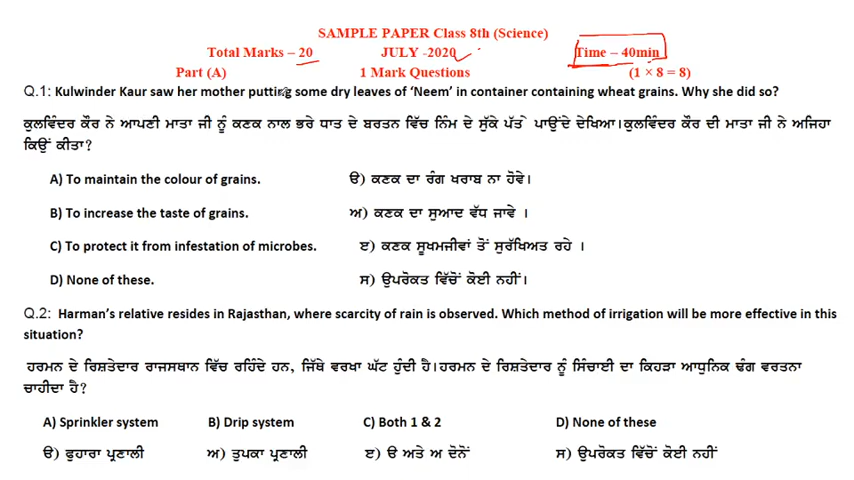 SAMPLE PAPER Class 8th (Science)
Total Marks – 20 JULY -2020 Time – 40min
Part (A) 1 Mark Questions (1 × 8 = 8)
Q.1: Kulwinder Kaur saw her mother putting some dry leaves of ‘Neem’ in container containing wheat grains. Why she did so?
ਕੁਲਵਿੰਦਰ ਕੌਰ ਨੇ ਆਪਣੀ ਮਾਤਾ ਜੀ ਨੂੰ ਕਣਕ ਨਾਲ ਭਰੇ ਧਾਤ ਦੇ ਬਰਤਨ ਵਿੱਚ ਨਿੰਮ ਦੇ ਸੁੱਕੇ ਪੱਤੇ ਪਾਉਂਦੇ ਦੇਖਿਆ।ਕੁਲਵਿੰਦਰ ਕੌਰ ਦੀ ਮਾਤਾ ਜੀ ਨੇ ਅਜਿਹਾ
ਕਿਉਂ ਕੀਤਾ?
A) To maintain the colour of grains. ੳ) ਕਣਕ ਦਾ ਰੰਗ ਖਰਾਬ ਨਾ ਹੋਵੇ।
B) To increase the taste of grains. ਅ) ਕਣਕ ਦਾ ਸੁਆਦ ਵੱਧ ਜਾਵੇ ।
C) To protect it from infestation of microbes. ੲ) ਕਣਕ ਸੂਖਮਜੀਵਾਂ ਤੋਂ ਸੁਰੱਖਿਅਤ ਰਹੇ ।
D) None of these. ਸ) ਉਪਰੋਕਤ ਵਿੱਚੋਂ ਕੋਈ ਨਹੀਂ।
Q.2: Harman’s relative resides in Rajasthan, where scarcity of rain is observed. Which method of irrigation will be more effective in this
situation?
ਹਰਮਨ ਦੇ ਰਿਸ਼ਤੇਦਾਰ ਰਾਜਸਥਾਨ ਵਿੱਚ ਰਹਿੰਦੇ ਹਨ, ਜਿੱਥੇ ਵਰਖਾ ਘੱਟ ਹੁੰਦੀ ਹੈ।ਹਰਮਨ ਦੇ ਰਿਸ਼ਤੇਦਾਰ ਨੂੰ ਸਿੰਚਾਈ ਦਾ ਕਿਹੜਾ ਆਧੁਨਿਕ ਢੰਗ ਵਰਤਨਾ
ਚਾਹੀਦਾ ਹੈ?
A) Sprinkler system B) Drip system C) Both 1 & 2 D) None of these
ੳ) ਫੁਹਾਰਾ ਪ੍ਰਣਾਲੀ ਅ) ਤੁਪਕਾ ਪ੍ਰਣਾਲੀ ੲ) ੳ ਅਤੇ ਅ ਦੋਨੋਂ ਸ) ਉਪਰੋਕਤ ਵਿੱਚੋਂ ਕੋਈ ਨਹੀਂ